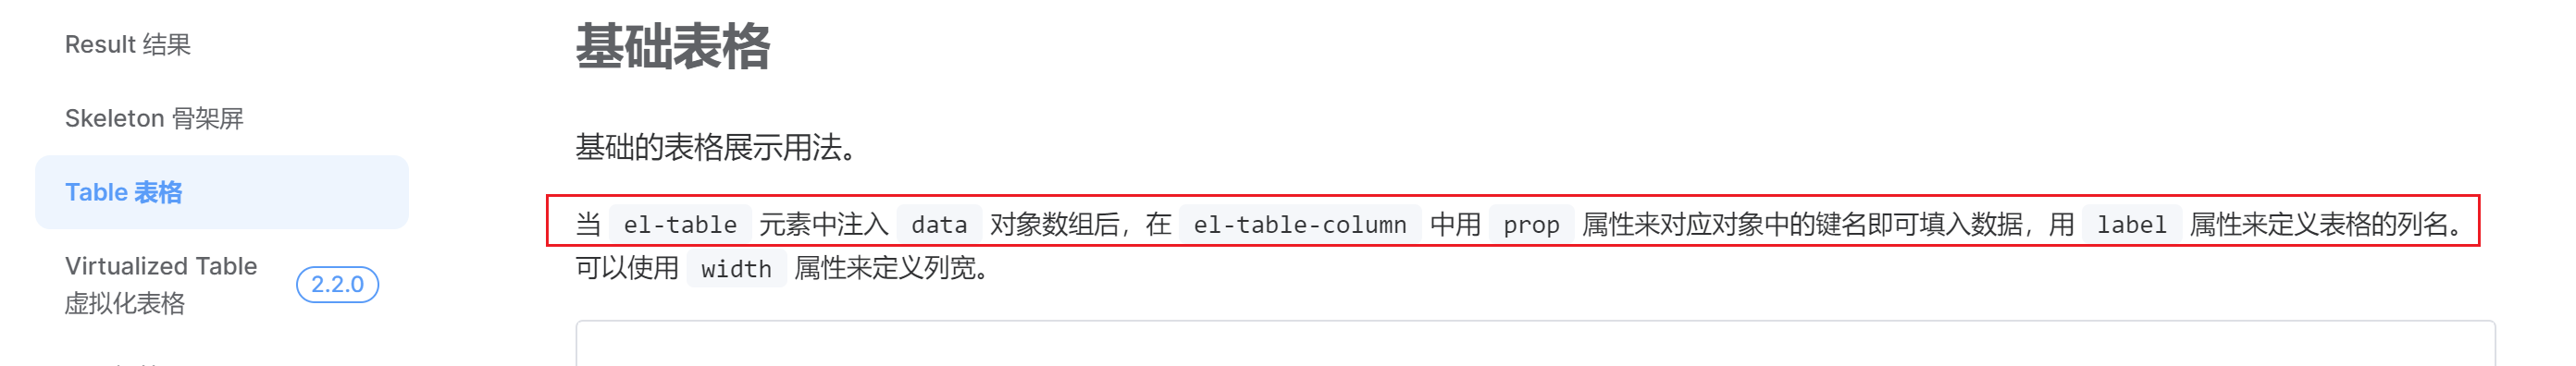 Result 结果
Skeleton 骨架屏
Table 表格
Virtualized Table
虚拟化表格
2.2.0
基础表格
基础的表格展示用法。
当 el-table 元素中注入 data 对象数组后，在 el-table-column 中用 prop 属性来对应对象中的键名即可填入数据，用 label 属性来定义表格的列名。
可以使用 width 属性来定义列宽。